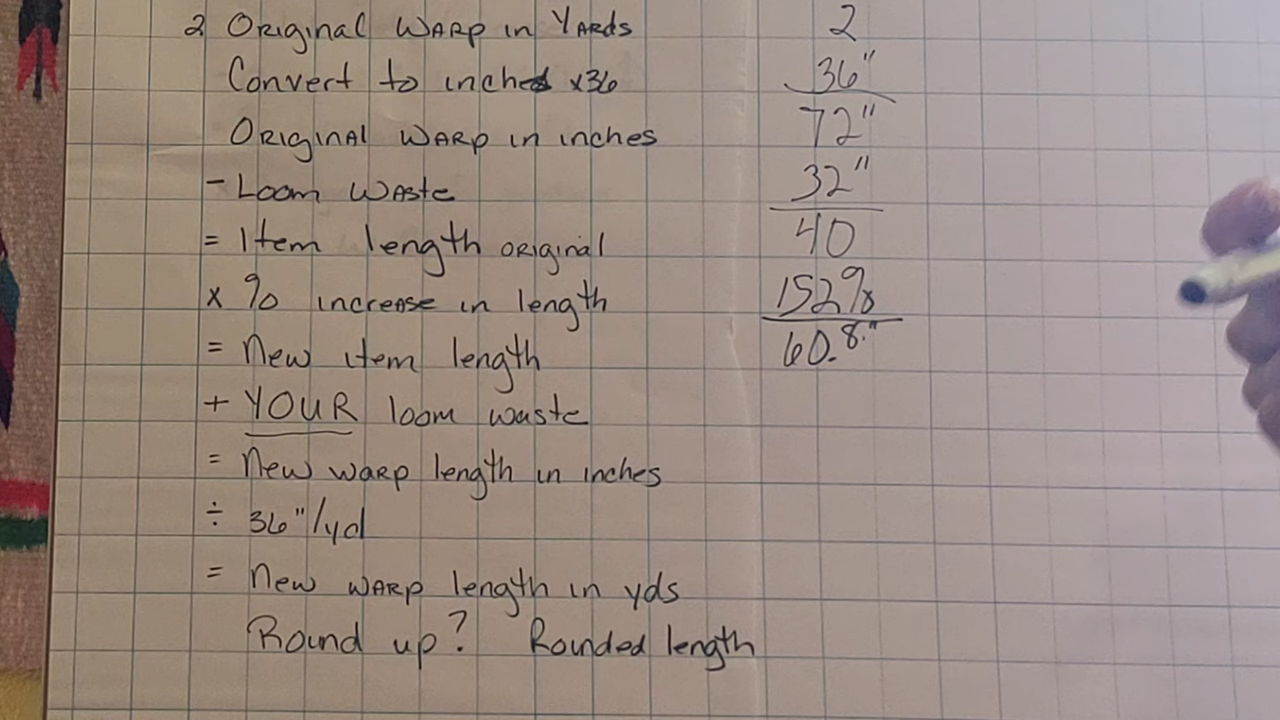 2 Original Warp in Yards 2
Convert to inches x36 36"
Original Warp in inches 72"
- Loom Waste 32"
= Item length original 40
x % increase in length 152%
= New item length 60.8"
+ YOUR loom waste
= New warp length in inches
÷ 36"/yd
= New warp length in yds
Round up? Rounded length